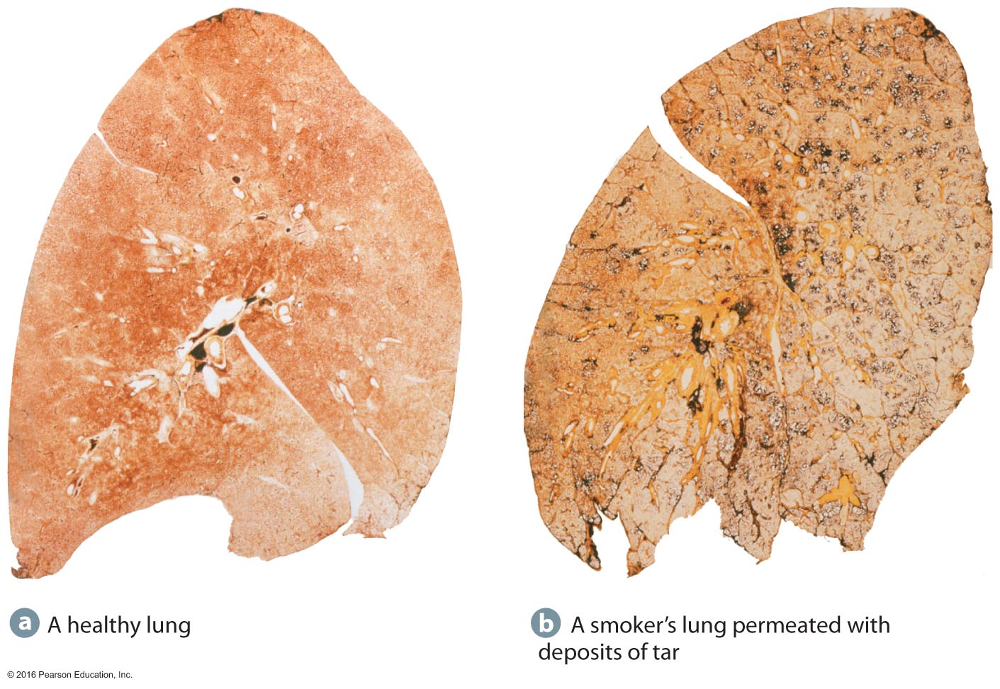 a A healthy lung
b A smoker's lung permeated with
deposits of tar
© 2016 Pearson Education, Inc.